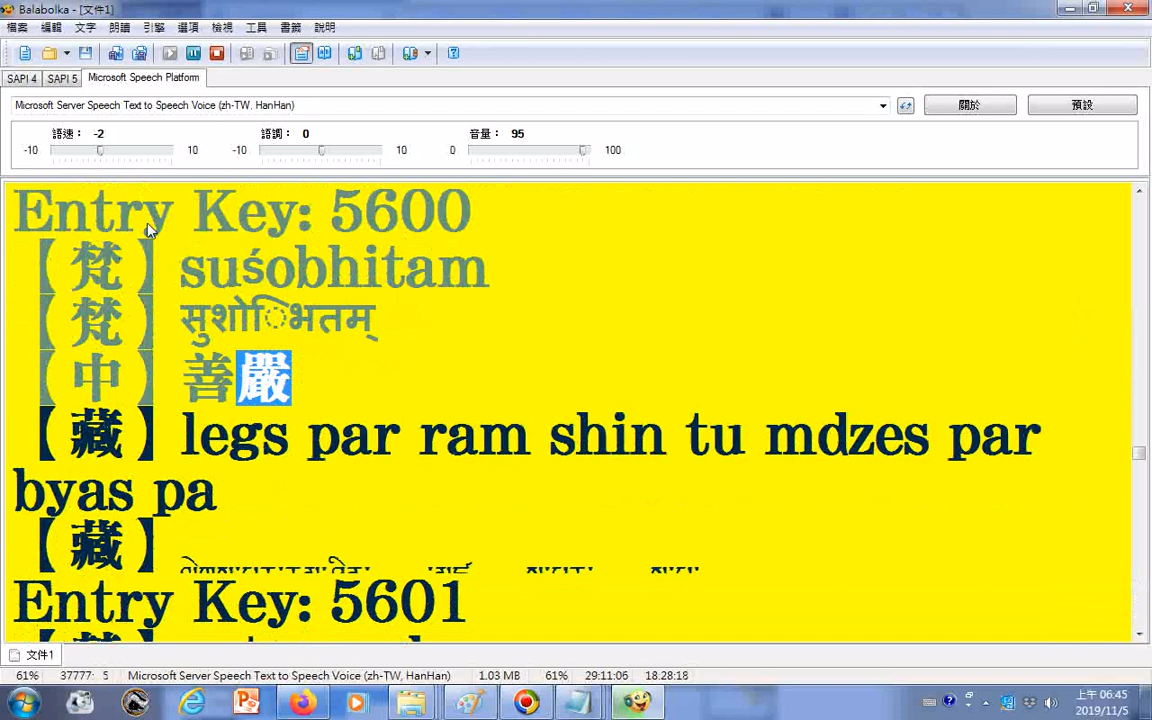 Balabolka - [文件1]
檔案 編輯 文字 朗讀 引擎 選項 檢視 工具 書籤 說明
SAPI 4 SAPI 5 Microsoft Speech Platform
Microsoft Server Speech Text to Speech Voice (zh-TW, HanHan) 關於 預設
語速： -2 語調： 0 音量： 95
-10 10 -10 10 0 100
Entry Key: 5600
【梵】 suśobhitam
【梵】 सुशोिभतम्
【中】 善嚴
【藏】 legs par ram shin tu mdzes par
byas pa
【藏】
Entry Key: 5601
文件1
61% 37777: S Microsoft Server Speech Text to Speech Voice (zh-TW, HanHan) 1.03 MB 61% 29:11:06 18:28:18
上午 06:45
2019/11/5